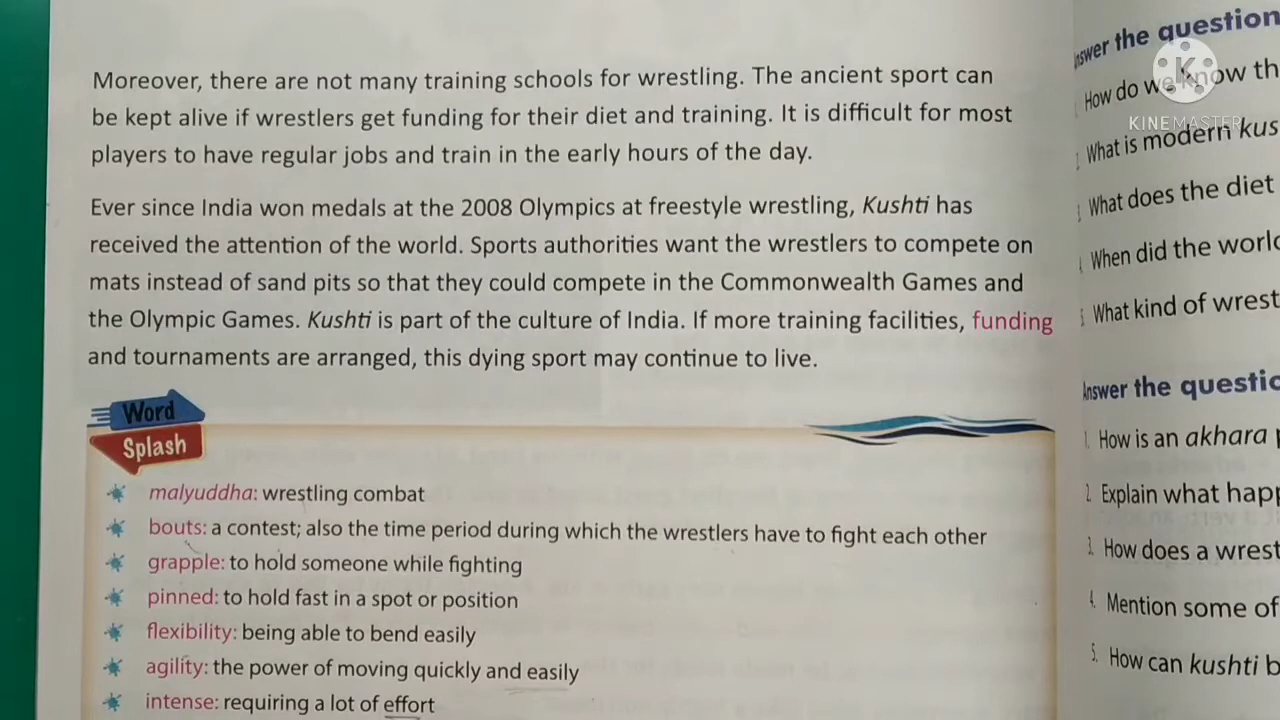 Moreover, there are not many training schools for wrestling. The ancient sport can
be kept alive if wrestlers get funding for their diet and training. It is difficult for most
players to have regular jobs and train in the early hours of the day.
Ever since India won medals at the 2008 Olympics at freestyle wrestling, Kushti has
received the attention of the world. Sports authorities want the wrestlers to compete on
mats instead of sand pits so that they could compete in the Commonwealth Games and
the Olympic Games. Kushti is part of the culture of India. If more training facilities, funding
and tournaments are arranged, this dying sport may continue to live.
Word
Splash
malyuddha: wrestling combat
bouts: a contest; also the time period during which the wrestlers have to fight each other
grapple: to hold someone while fighting
pinned: to hold fast in a spot or position
flexibility: being able to bend easily
agility: the power of moving quickly and easily
intense: requiring a lot of effort
the question
How do we know th
What is modern kus
What does the diet
When did the worl
What kind of wrest
Answer the questio
1. How is an akhara
2. Explain what hap
3. How does a wrest
4. Mention some of
5. How can kushti b
K
KINEMASTER